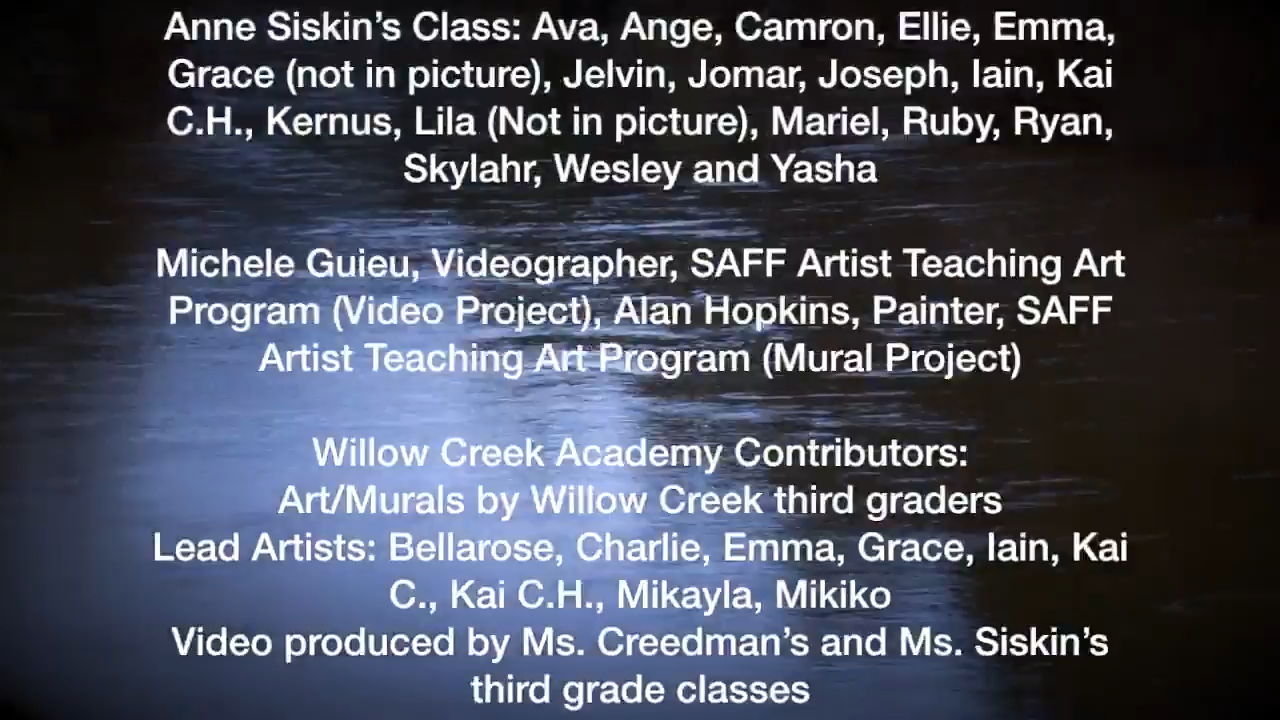 Anne Siskin’s Class: Ava, Ange, Camron, Ellie, Emma,
Grace (not in picture), Jelvin, Jomar, Joseph, Iain, Kai
C.H., Kernus, Lila (Not in picture), Mariel, Ruby, Ryan,
Skylahr, Wesley and Yasha
Michele Guieu, Videographer, SAFF Artist Teaching Art
Program (Video Project), Alan Hopkins, Painter, SAFF
Artist Teaching Art Program (Mural Project)
Willow Creek Academy Contributors:
Art/Murals by Willow Creek third graders
Lead Artists: Bellarose, Charlie, Emma, Grace, Iain, Kai
C., Kai C.H., Mikayla, Mikiko
Video produced by Ms. Creedman’s and Ms. Siskin’s
third grade classes